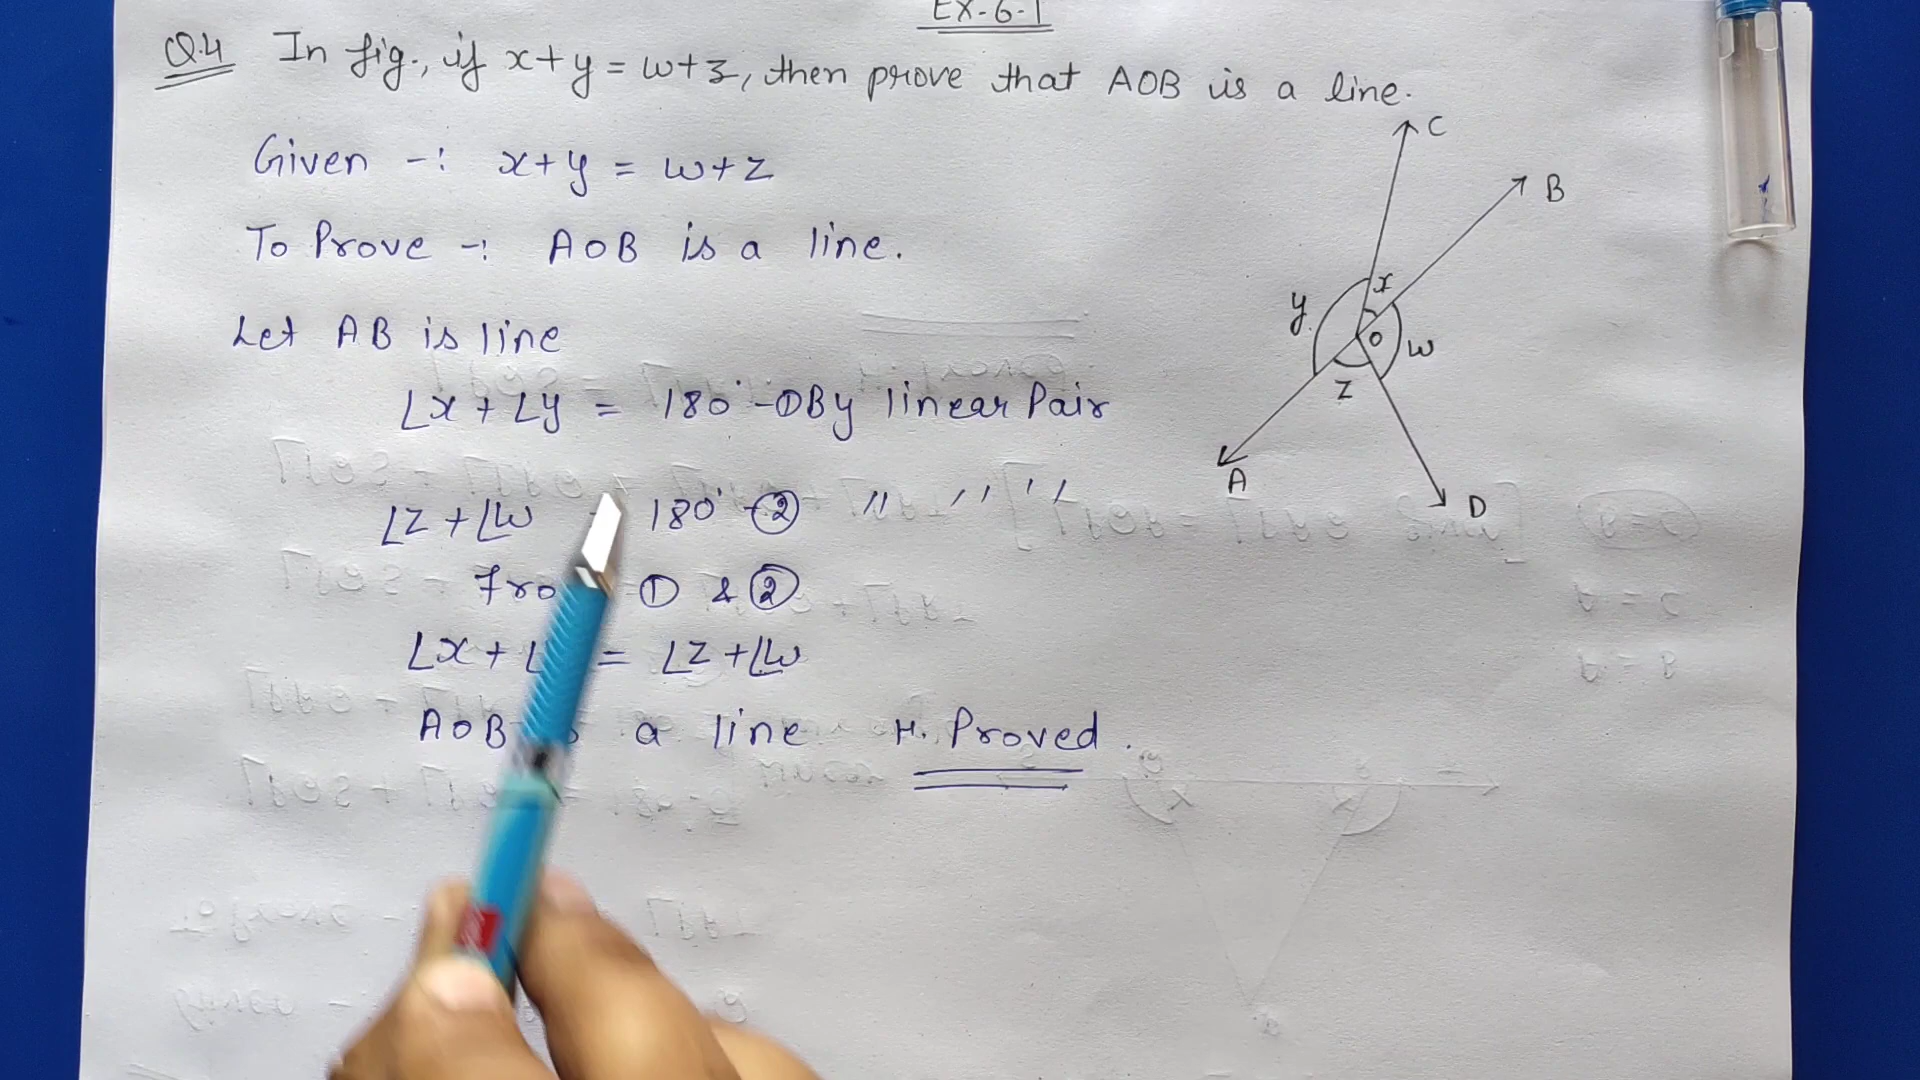 EX-6-1
Q.4 In fig., if x+y = w+z, then prove that AOB is a line.
Given -: x+y = w+z
To Prove -: AOB is a line.
Let AB is line
∠x + ∠y = 180° -① By linear Pair
∠z + ∠w 180° -② " " " "
Fro ① & ②
∠x + ∠ = ∠z + ∠w
AOB a line H. Proved.
C
B
x
y
O
w
z
A
D